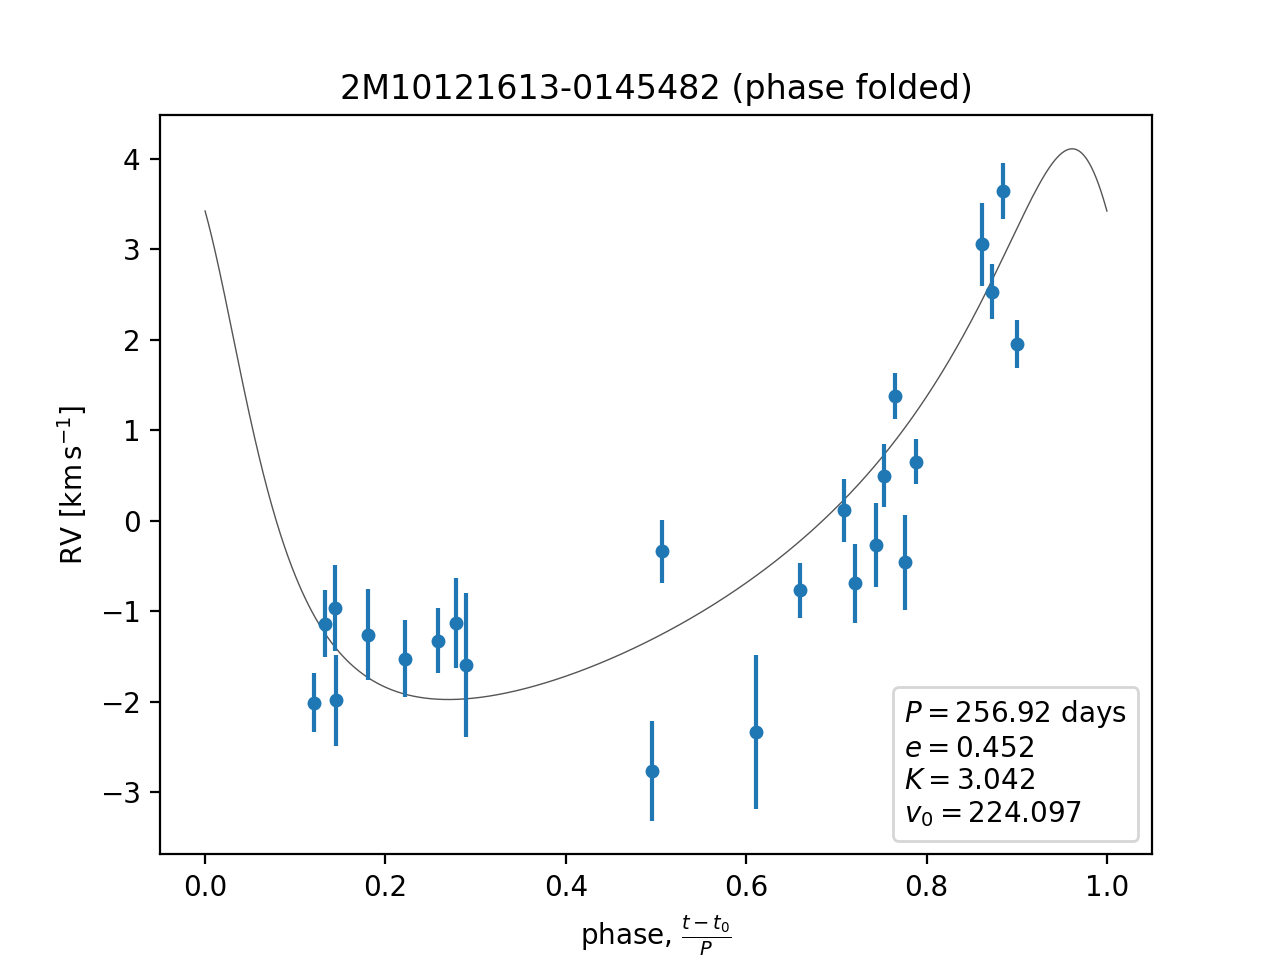 2M10121613-0145482 (phase folded)
RV [km s⁻¹]
4
3
2
1
0
−1
−2
−3
P = 256.92 days
e = 0.452
K = 3.042
v₀ = 224.097
0.0 0.2 0.4 0.6 0.8 1.0
phase, (t − t₀)/P